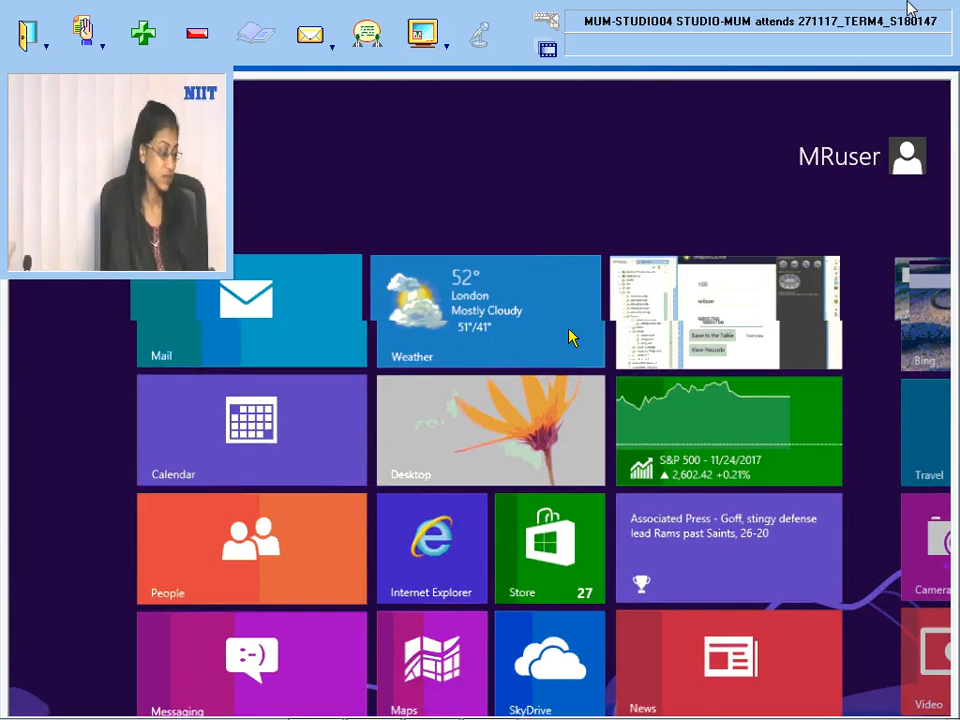 MUM-STUDIO04 STUDIO-MUM attends 271117_TERM4_S180147
NIIT
MRuser
Mail
52°
London
Mostly Cloudy
51°/41°
Weather
100
wilson
Save to the Table
View Records
Bing
Calendar
Desktop
S&P 500 - 11/24/2017
▲ 2,602.42 +0.21%
Travel
People
Internet Explorer
Store
27
Associated Press - Goff, stingy defense
lead Rams past Saints, 26-20
Camera
Messaging
Maps
SkyDrive
News
Video